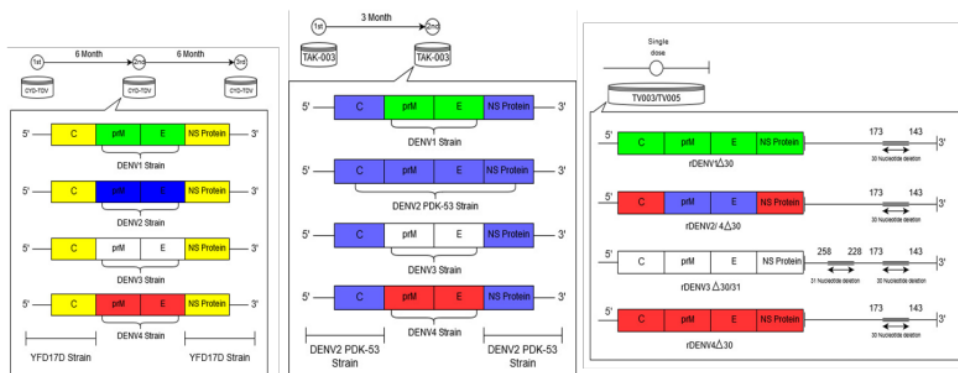 6 Month 6 Month
1st 2nd 3rd
CYD-TDV CYD-TDV CYD-TDV
5' C prM E NS Protein 3'
DENV1 Strain
5' C prM E NS Protein 3'
DENV2 Strain
5' C prM E NS Protein 3'
DENV3 Strain
5' C prM E NS Protein 3'
DENV4 Strain
YFD17D Strain YFD17D Strain
3 Month
1st 2nd
TAK-003 TAK-003
5' C prM E NS Protein 3'
DENV1 Strain
5' C prM E NS Protein 3'
DENV2 PDK-53 Strain
5' C prM E NS Protein 3'
DENV3 Strain
5' C prM E NS Protein 3'
DENV4 Strain
DENV2 PDK-53 DENV2 PDK-53
Strain Strain
Single
dose
TV003/TV005
5' C prM E NS Protein 173 143 3'
rDENV1Δ30 30 Nucleotide deletion
5' C prM E NS Protein 173 143 3'
rDENV2/ 4Δ30 30 Nucleotide deletion
5' C prM E NS Protein 258 228 173 143 3'
rDENV3 Δ30/31 31 Nucleotide deletion 30 Nucleotide deletion
5' C prM E NS Protein 173 143 3'
rDENV4Δ30 30 Nucleotide deletion